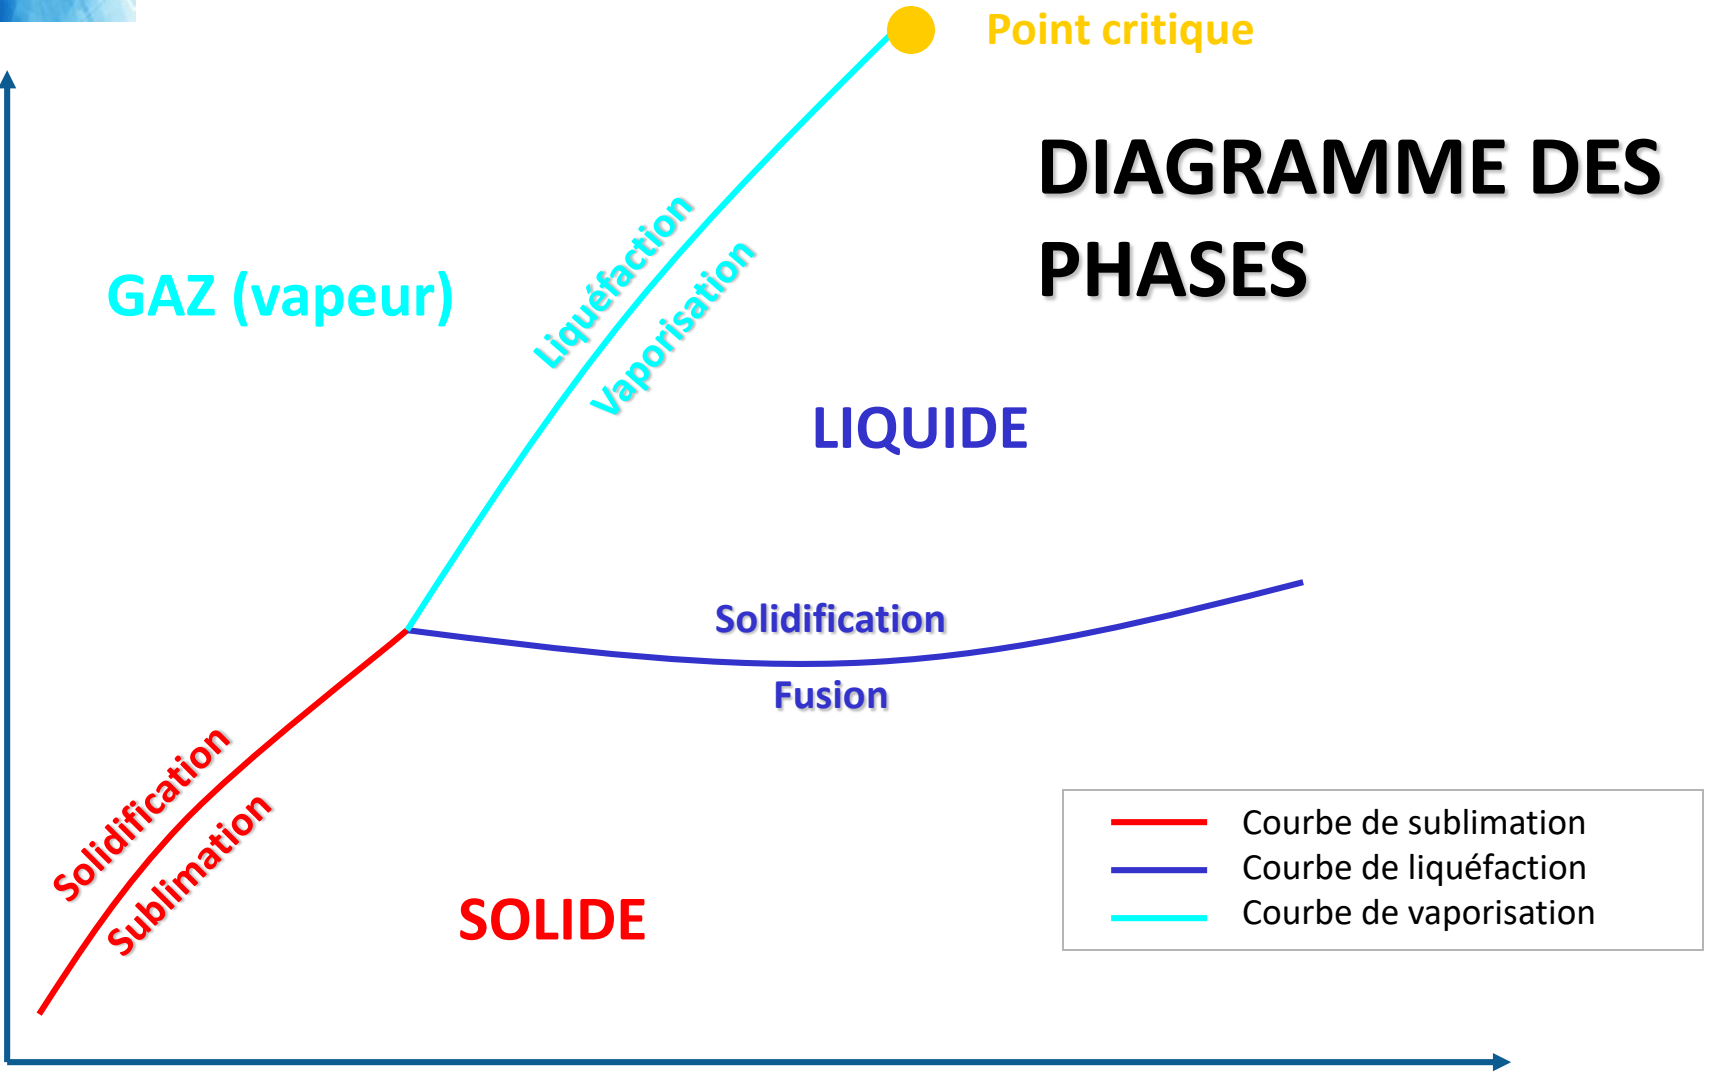 Point critique
DIAGRAMME DES
PHASES
Liquéfaction
Vaporisation
GAZ (vapeur)
LIQUIDE
Solidification
Fusion
Solidification
Sublimation
SOLIDE
Courbe de sublimation
Courbe de liquéfaction
Courbe de vaporisation